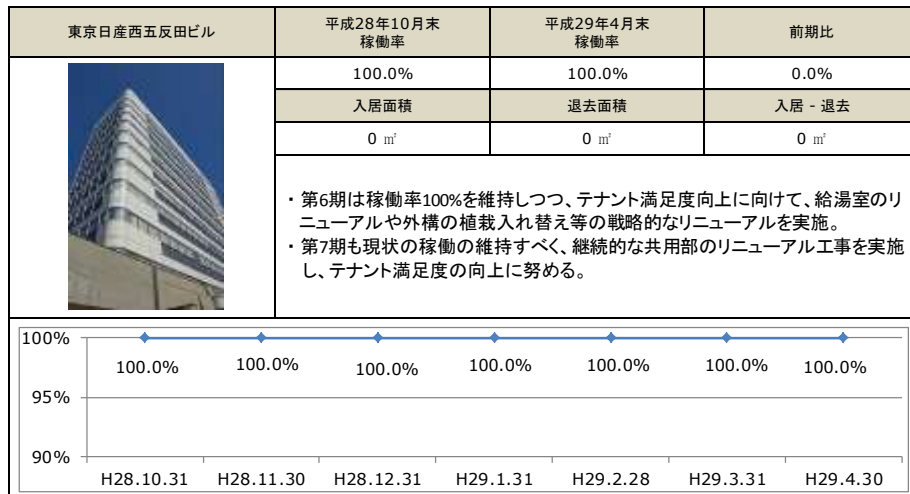 東京日産西五反田ビル
平成28年10月末
稼働率
平成29年4月末
稼働率
前期比
100.0%
100.0%
0.0%
入居面積
退去面積
入居 - 退去
0 ㎡
0 ㎡
0 ㎡
・ 第6期は稼働率100%を維持しつつ、テナント満足度向上に向けて、給湯室のリ
ニューアルや外構の植栽入れ替え等の戦略的なリニューアルを実施。
・ 第7期も現状の稼働の維持すべく、継続的な共用部のリニューアル工事を実施
し、テナント満足度の向上に努める。
100%
95%
90%
100.0%
100.0%
100.0%
100.0%
100.0%
100.0%
100.0%
H28.10.31
H28.11.30
H28.12.31
H29.1.31
H29.2.28
H29.3.31
H29.4.30